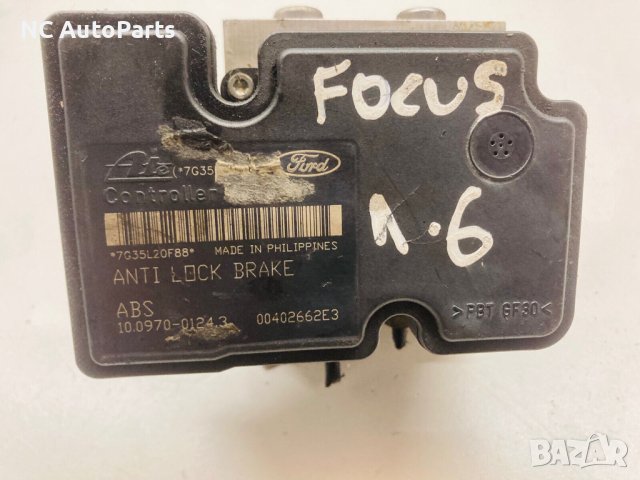 NC AutoParts
FOCUS
1.6
Ate (*7G35 Ford
Controller
*7G35L20F88* MADE IN PHILIPPINES
ANTI LOCK BRAKE
ABS
10.0970-0124.3 00402662E3
>PBT GF30<
BAZAR